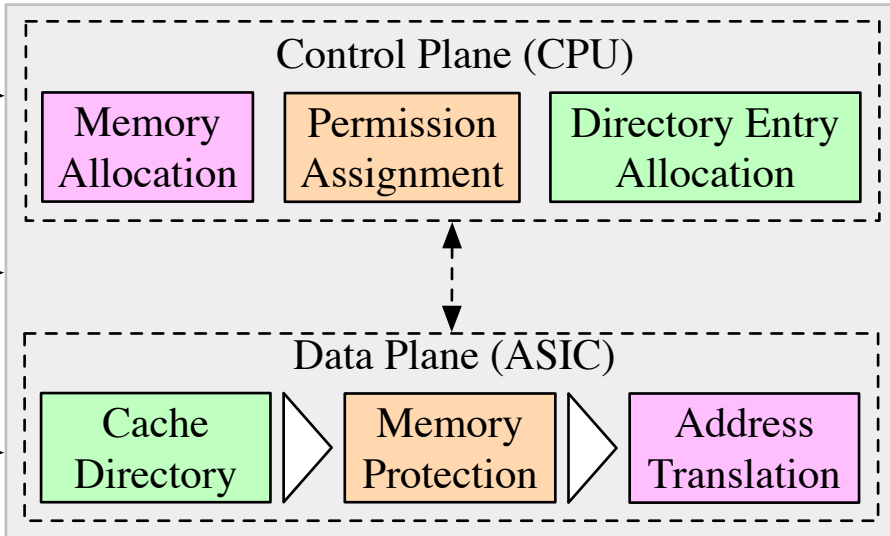 Control Plane (CPU)
Memory
Allocation
Permission
Assignment
Directory Entry
Allocation
Data Plane (ASIC)
Cache
Directory
Memory
Protection
Address
Translation